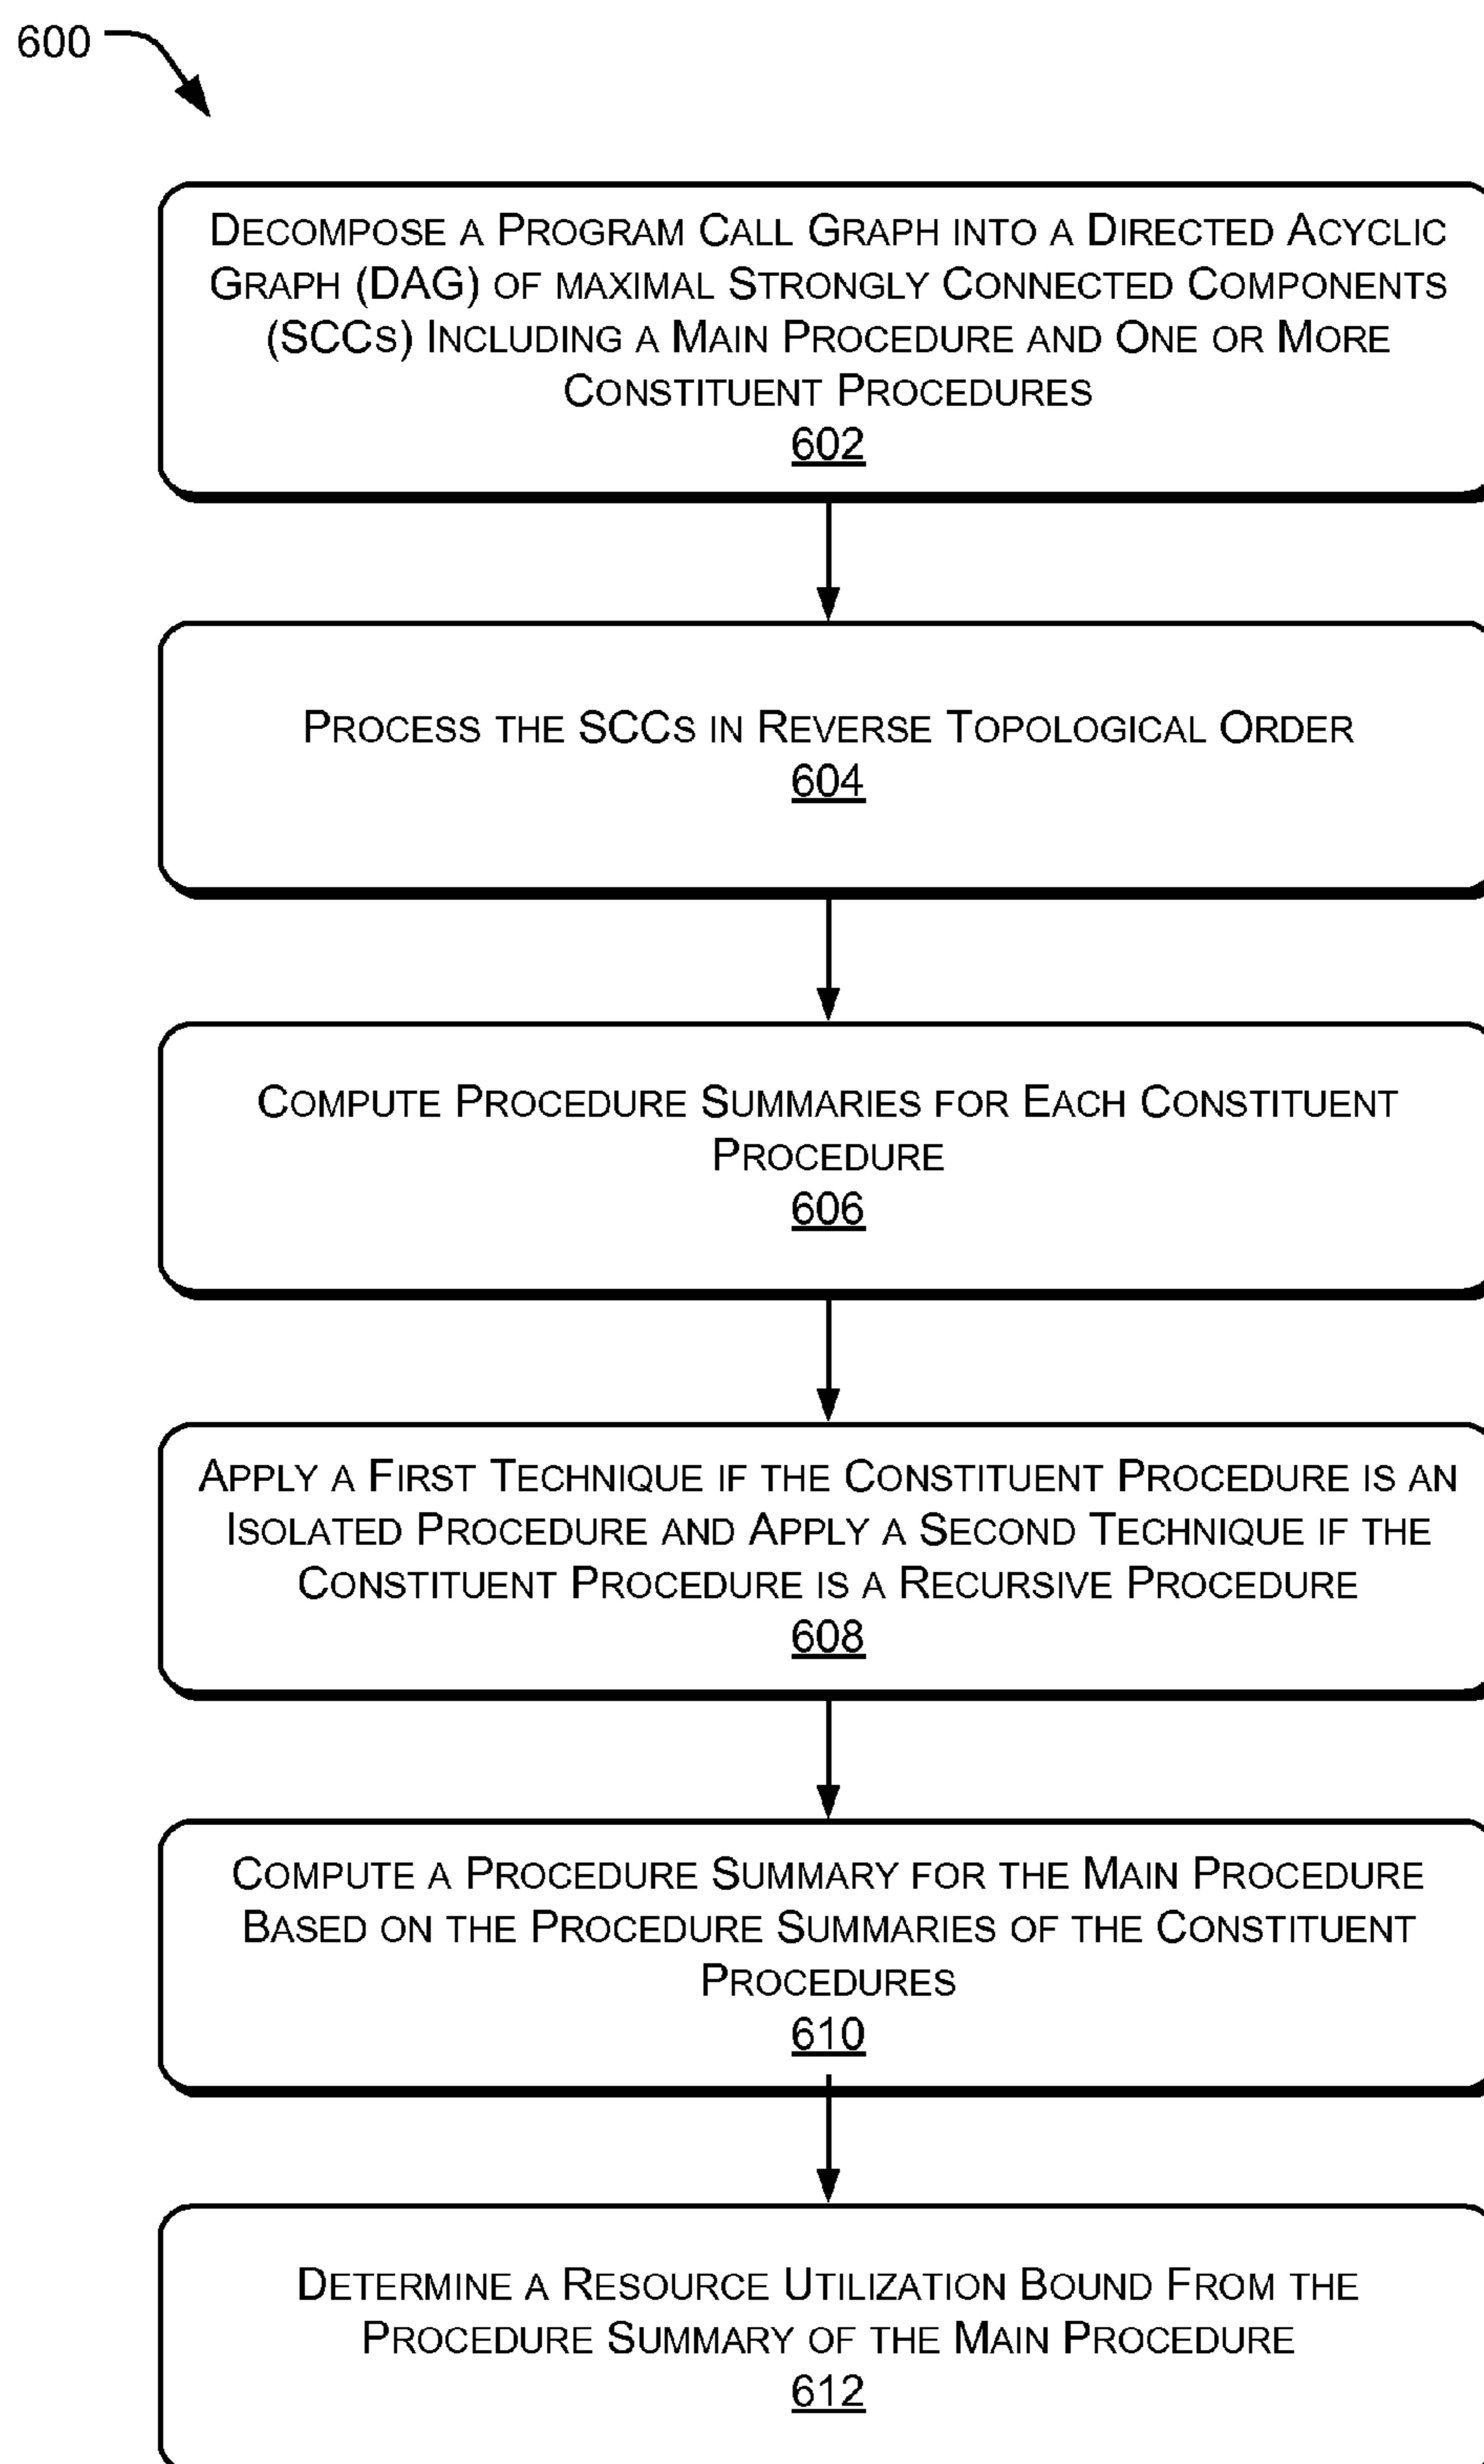 600
DECOMPOSE A PROGRAM CALL GRAPH INTO A DIRECTED ACYCLIC
GRAPH (DAG) OF MAXIMAL STRONGLY CONNECTED COMPONENTS
(SCCS) INCLUDING A MAIN PROCEDURE AND ONE OR MORE
CONSTITUENT PROCEDURES
602
PROCESS THE SCCS IN REVERSE TOPOLOGICAL ORDER
604
COMPUTE PROCEDURE SUMMARIES FOR EACH CONSTITUENT
PROCEDURE
606
APPLY A FIRST TECHNIQUE IF THE CONSTITUENT PROCEDURE IS AN
ISOLATED PROCEDURE AND APPLY A SECOND TECHNIQUE IF THE
CONSTITUENT PROCEDURE IS A RECURSIVE PROCEDURE
608
COMPUTE A PROCEDURE SUMMARY FOR THE MAIN PROCEDURE
BASED ON THE PROCEDURE SUMMARIES OF THE CONSTITUENT
PROCEDURES
610
DETERMINE A RESOURCE UTILIZATION BOUND FROM THE
PROCEDURE SUMMARY OF THE MAIN PROCEDURE
612